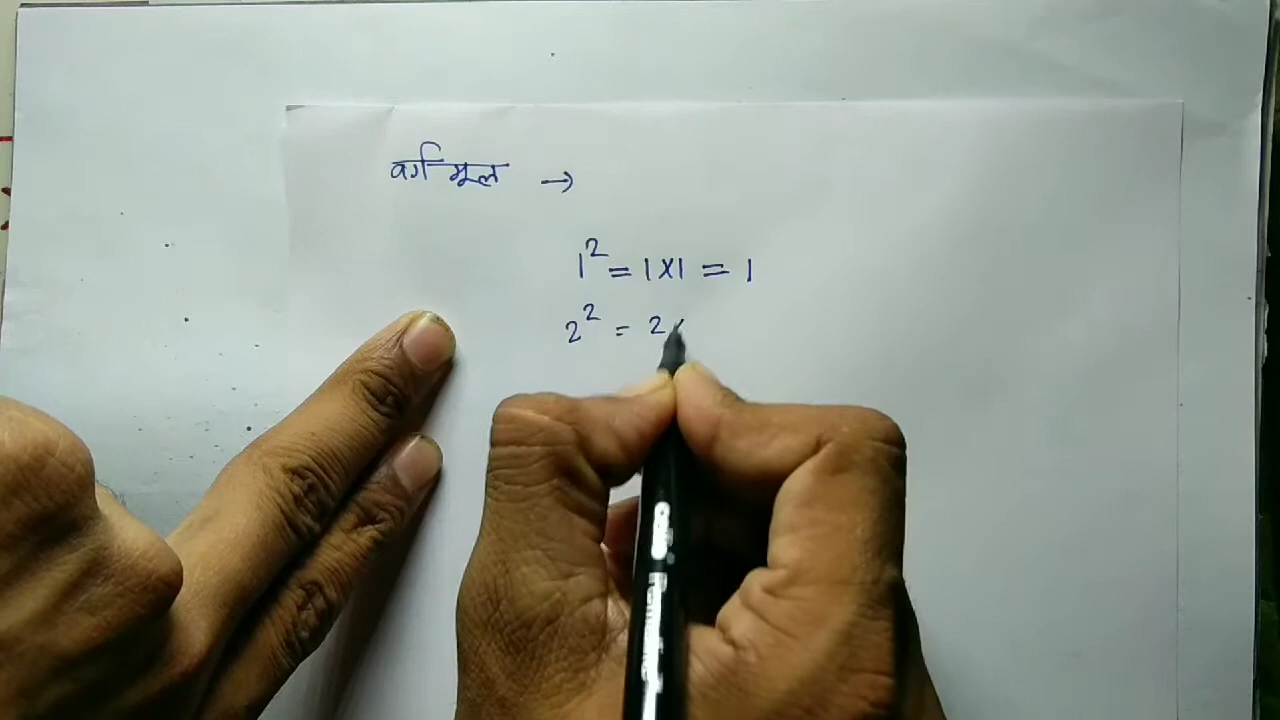 वर्गमूल →
1² = 1×1 = 1
2² = 2